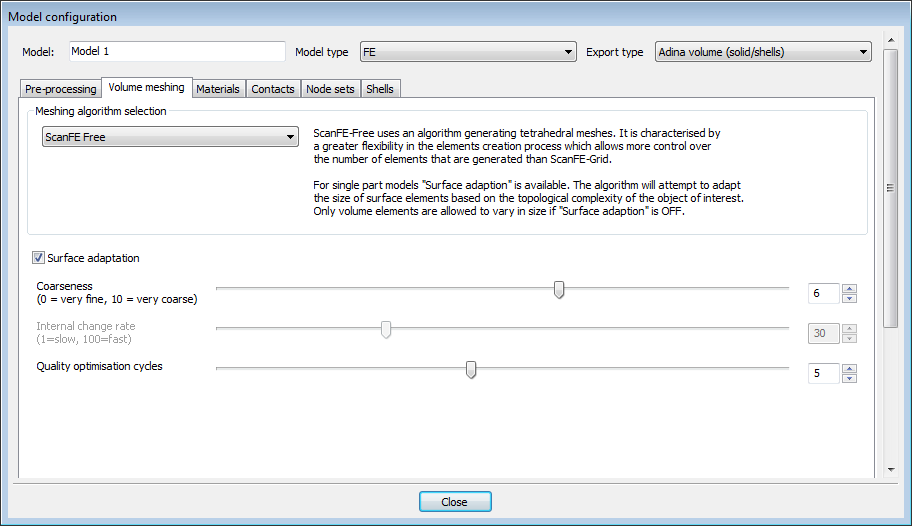 Model configuration
Model: Model 1 Model type FE Export type Adina volume (solid/shells)
Pre-processing Volume meshing Materials Contacts Node sets Shells
Meshing algorithm selection
ScanFE Free
ScanFE-Free uses an algorithm generating tetrahedral meshes. It is characterised by
a greater flexibility in the elements creation process which allows more control over
the number of elements that are generated than ScanFE-Grid.
For single part models "Surface adaption" is available. The algorithm will attempt to adapt
the size of surface elements based on the topological complexity of the object of interest.
Only volume elements are allowed to vary in size if "Surface adaption" is OFF.
Surface adaptation
Coarseness
(0 = very fine, 10 = very coarse) 6
Internal change rate
(1=slow, 100=fast) 30
Quality optimisation cycles 5
Close